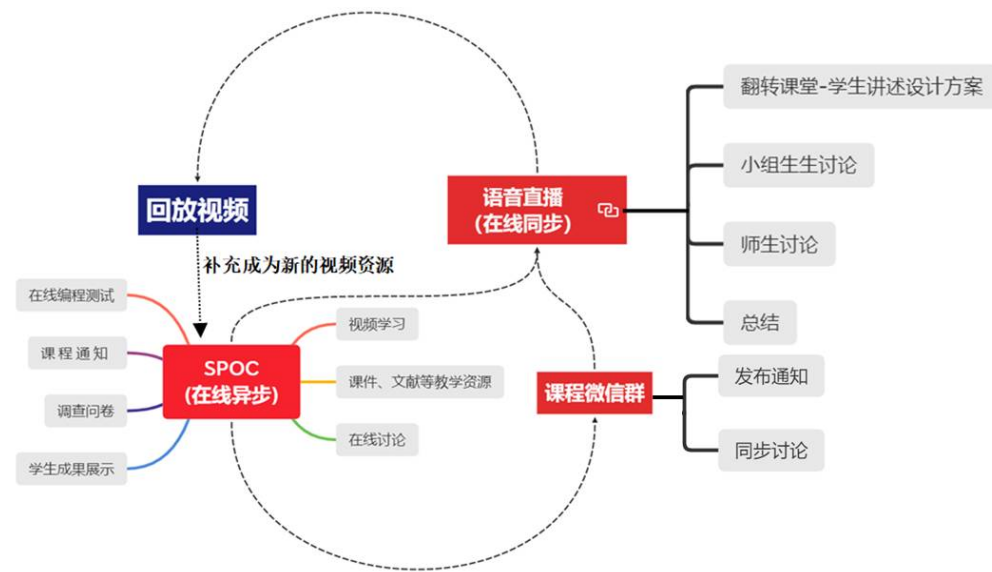 翻转课堂-学生讲述设计方案
小组生生讨论
语音直播
(在线同步)
回放视频
师生讨论
补充成为新的视频资源
在线编程测试
视频学习
总结
课 程 通 知
SPOC
(在线异步)
课件、文献等教学资源
课程微信群
发布通知
调查问卷
在线讨论
同步讨论
学生成果展示